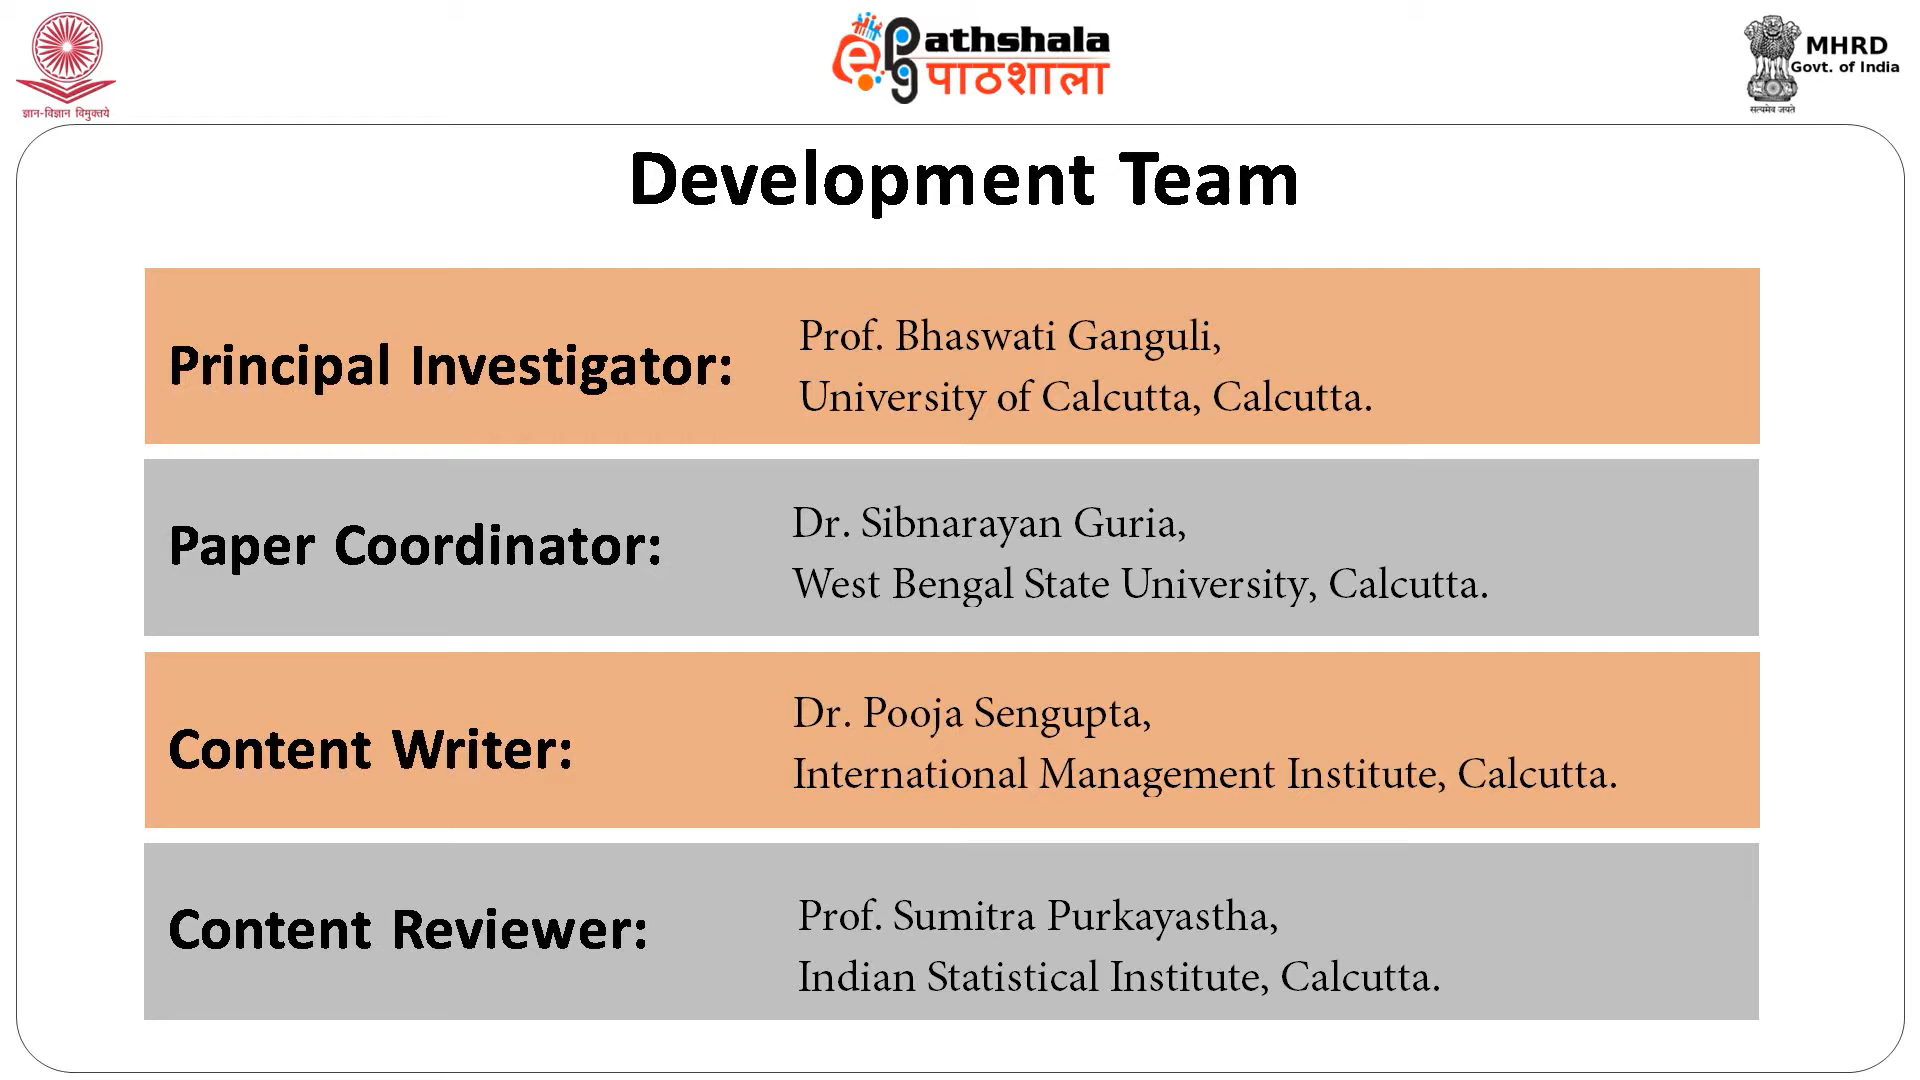 ज्ञान-विज्ञान विमुक्तये
ePG Pathshala
पाठशाला
MHRD
Govt. of India
सत्यमेव जयते
Development Team
Principal Investigator:
Prof. Bhaswati Ganguli,
University of Calcutta, Calcutta.
Paper Coordinator:
Dr. Sibnarayan Guria,
West Bengal State University, Calcutta.
Content Writer:
Dr. Pooja Sengupta,
International Management Institute, Calcutta.
Content Reviewer:
Prof. Sumitra Purkayastha,
Indian Statistical Institute, Calcutta.